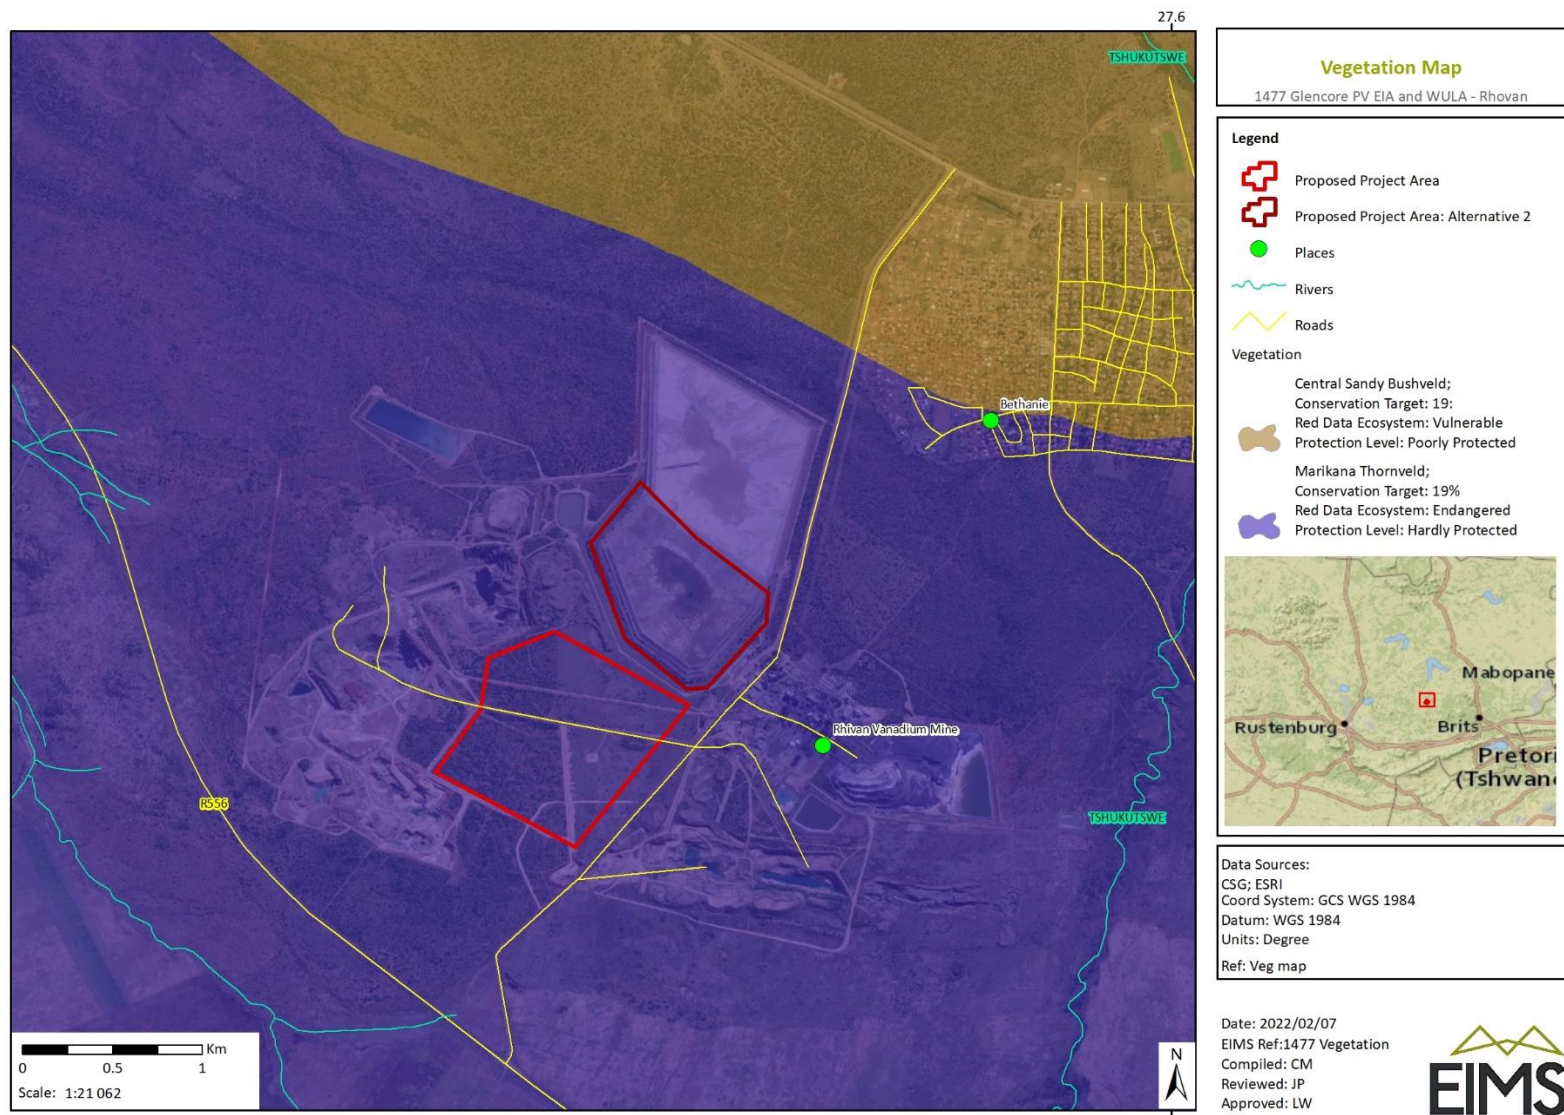 27.6
TSHUKUTSWE
Bethanie
Rhivan Vanadium Mine
R556
TSHUKUTSWE
Km
0 0.5 1
Scale: 1:21 062
N
Vegetation Map
1477 Glencore PV EIA and WULA - Rhovan
Legend
Proposed Project Area
Proposed Project Area: Alternative 2
Places
Rivers
Roads
Vegetation
Central Sandy Bushveld;
Conservation Target: 19:
Red Data Ecosystem: Vulnerable
Protection Level: Poorly Protected
Marikana Thornveld;
Conservation Target: 19%
Red Data Ecosystem: Endangered
Protection Level: Hardly Protected
Mabopane
Rustenburg
Brits
Pretori
(Tshwan
Data Sources:
CSG; ESRI
Coord System: GCS WGS 1984
Datum: WGS 1984
Units: Degree
Ref: Veg map
Date: 2022/02/07
EIMS Ref:1477 Vegetation
Compiled: CM
Reviewed: JP
Approved: LW
EIMS